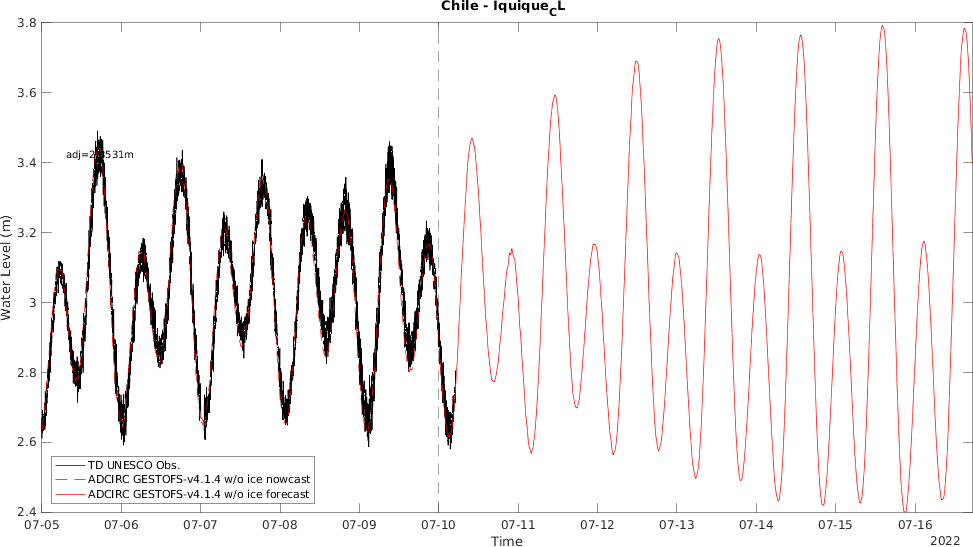 Chile - Iquique_CL
3.8
3.6
3.4
3.2
3
2.8
2.6
2.4
Water Level (m)
TD UNESCO Obs.
ADCIRC GESTOFS-v4.1.4 w/o ice nowcast
ADCIRC GESTOFS-v4.1.4 w/o ice forecast
07-05 07-06 07-07 07-08 07-09 07-10 07-11 07-12 07-13 07-14 07-15 07-16
Time
2022